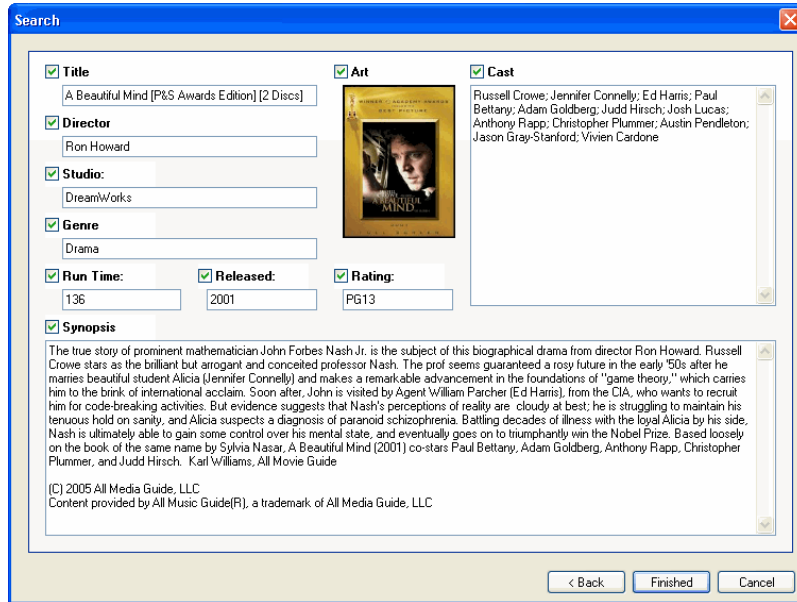 Search
Title
A Beautiful Mind [P&S Awards Edition] [2 Discs]
Director
Ron Howard
Studio:
DreamWorks
Genre
Drama
Run Time:
136
Released:
2001
Art
A BEAUTIFUL
MIND
Rating:
PG13
Cast
Russell Crowe; Jennifer Connelly; Ed Harris; Paul
Bettany; Adam Goldberg; Judd Hirsch; Josh Lucas;
Anthony Rapp; Christopher Plummer; Austin Pendleton;
Jason Gray-Stanford; Vivien Cardone
Synopsis
The true story of prominent mathematician John Forbes Nash Jr. is the subject of this biographical drama from director Ron Howard. Russell
Crowe stars as the brilliant but arrogant and conceited professor Nash. The prof seems guaranteed a rosy future in the early '50s after he
marries beautiful student Alicia (Jennifer Connelly) and makes a remarkable advancement in the foundations of "game theory," which carries
him to the brink of international acclaim. Soon after, John is visited by Agent William Parcher (Ed Harris), from the CIA, who wants to recruit
him for code-breaking activities. But evidence suggests that Nash's perceptions of reality are  cloudy at best; he is struggling to maintain his
tenuous hold on sanity, and Alicia suspects a diagnosis of paranoid schizophrenia. Battling decades of illness with the loyal Alicia by his side,
Nash is ultimately able to gain some control over his mental state, and eventually goes on to triumphantly win the Nobel Prize. Based loosely
on the book of the same name by Sylvia Nasar, A Beautiful Mind (2001) co-stars Paul Bettany, Adam Goldberg, Anthony Rapp, Christopher
Plummer, and Judd Hirsch.  Karl Williams, All Movie Guide
(C) 2005 All Media Guide, LLC
Content provided by All Music Guide(R), a trademark of All Media Guide, LLC
< Back
Finished
Cancel